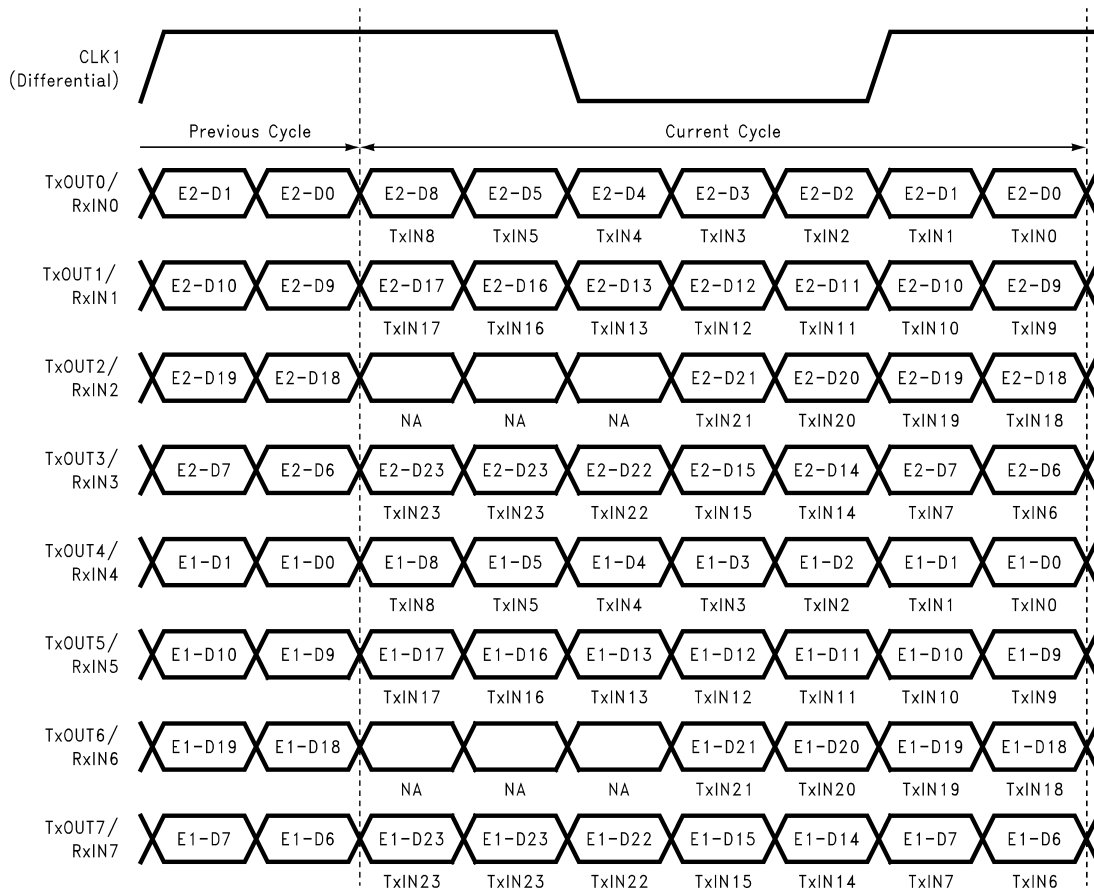 CLK1
(Differential)
Previous Cycle
Current Cycle
TxOUT0/
RxIN0
E2-D1 E2-D0 E2-D8 E2-D5 E2-D4 E2-D3 E2-D2 E2-D1 E2-D0
TxIN8 TxIN5 TxIN4 TxIN3 TxIN2 TxIN1 TxIN0
TxOUT1/
RxIN1
E2-D10 E2-D9 E2-D17 E2-D16 E2-D13 E2-D12 E2-D11 E2-D10 E2-D9
TxIN17 TxIN16 TxIN13 TxIN12 TxIN11 TxIN10 TxIN9
TxOUT2/
RxIN2
E2-D19 E2-D18 E2-D21 E2-D20 E2-D19 E2-D18
NA NA NA TxIN21 TxIN20 TxIN19 TxIN18
TxOUT3/
RxIN3
E2-D7 E2-D6 E2-D23 E2-D23 E2-D22 E2-D15 E2-D14 E2-D7 E2-D6
TxIN23 TxIN23 TxIN22 TxIN15 TxIN14 TxIN7 TxIN6
TxOUT4/
RxIN4
E1-D1 E1-D0 E1-D8 E1-D5 E1-D4 E1-D3 E1-D2 E1-D1 E1-D0
TxIN8 TxIN5 TxIN4 TxIN3 TxIN2 TxIN1 TxIN0
TxOUT5/
RxIN5
E1-D10 E1-D9 E1-D17 E1-D16 E1-D13 E1-D12 E1-D11 E1-D10 E1-D9
TxIN17 TxIN16 TxIN13 TxIN12 TxIN11 TxIN10 TxIN9
TxOUT6/
RxIN6
E1-D19 E1-D18 E1-D21 E1-D20 E1-D19 E1-D18
NA NA NA TxIN21 TxIN20 TxIN19 TxIN18
TxOUT7/
RxIN7
E1-D7 E1-D6 E1-D23 E1-D23 E1-D22 E1-D15 E1-D14 E1-D7 E1-D6
TxIN23 TxIN23 TxIN22 TxIN15 TxIN14 TxIN7 TxIN6